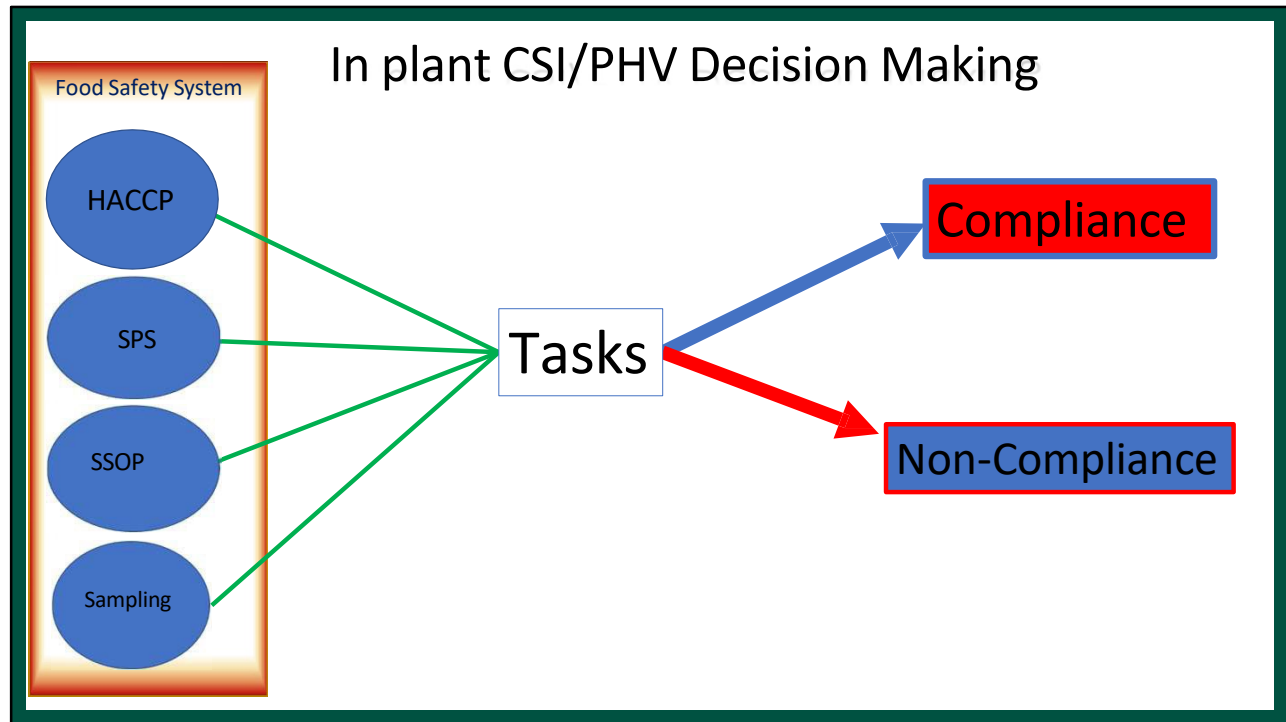 In plant CSI/PHV Decision Making
Food Safety System
HACCP
SPS
SSOP
Sampling
Tasks
Compliance
Non-Compliance